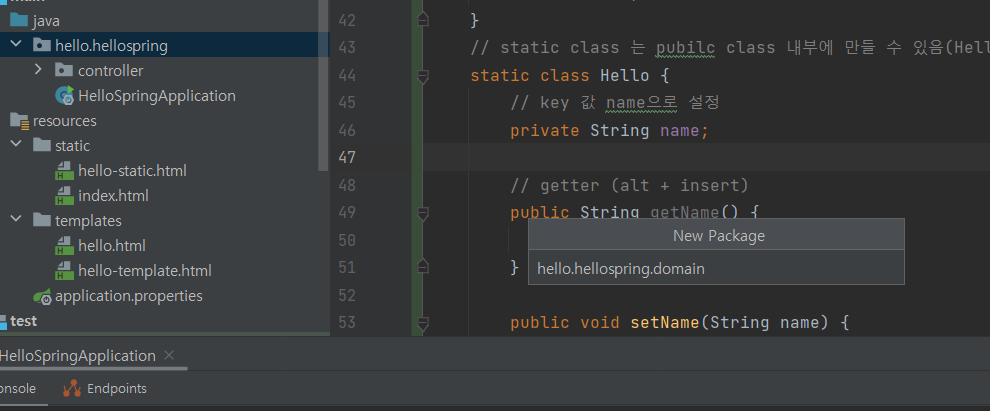 java
hello.hellospring
controller
HelloSpringApplication
resources
static
hello-static.html
index.html
templates
hello.html
hello-template.html
application.properties
test
42 }
43 // static class 는 pubilc class 내부에 만들 수 있음(Hel
44 static class Hello {
45 // key 값 name으로 설정
46 private String name;
47
48 // getter (alt + insert)
49 public String getName() {
50
51 }
52
53 public void setName(String name) {
New Package
hello.hellospring.domain
HelloSpringApplication ×
onsole
Endpoints